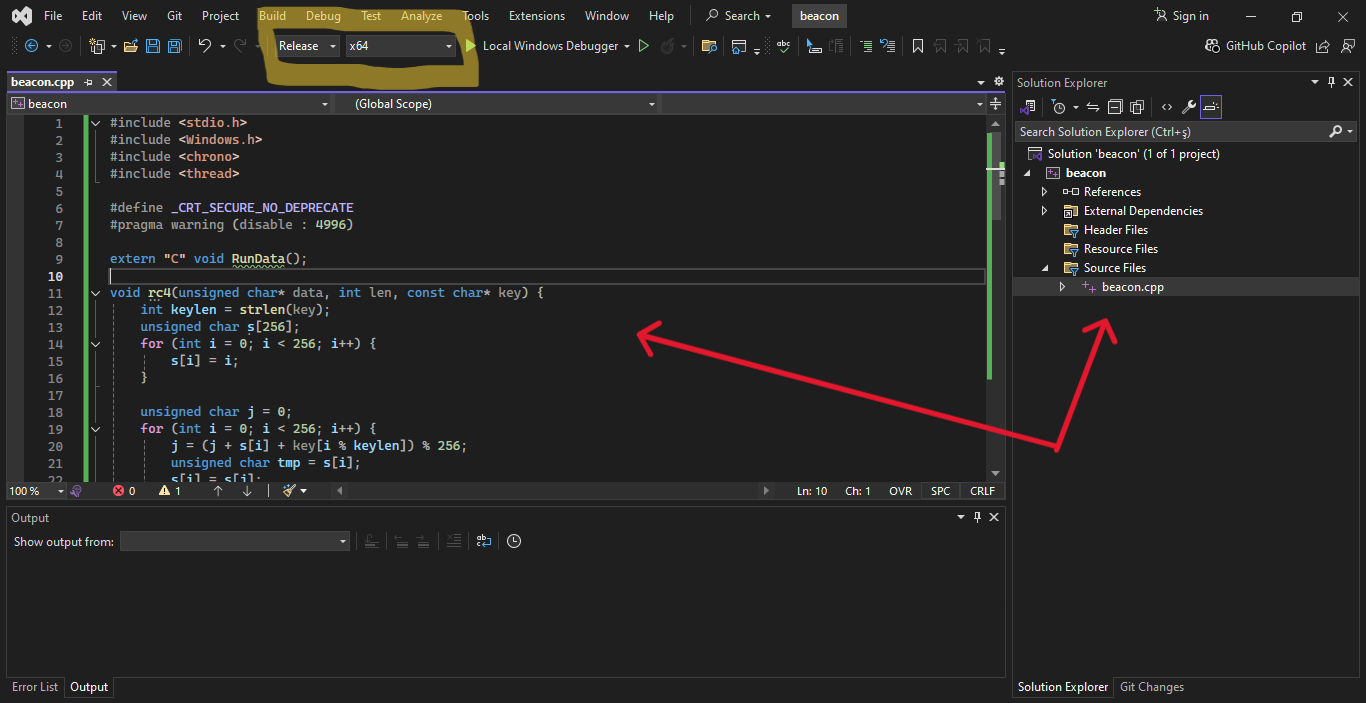 File Edit View Git Project Build Debug Test Analyze Tools Extensions Window Help Search beacon Sign in
Release x64 Local Windows Debugger GitHub Copilot
beacon.cpp
beacon (Global Scope)
1 #include <stdio.h>
2 #include <Windows.h>
3 #include <chrono>
4 #include <thread>
5
6 #define _CRT_SECURE_NO_DEPRECATE
7 #pragma warning (disable : 4996)
8
9 extern "C" void RunData();
10
11 void rc4(unsigned char* data, int len, const char* key) {
12 int keylen = strlen(key);
13 unsigned char s[256];
14 for (int i = 0; i < 256; i++) {
15 s[i] = i;
16 }
17
18 unsigned char j = 0;
19 for (int i = 0; i < 256; i++) {
20 j = (j + s[i] + key[i % keylen]) % 256;
21 unsigned char tmp = s[i];
22 s[i] = s[j];
100 % 0 1 Ln: 10 Ch: 1 OVR SPC CRLF
Output
Show output from:
Error List Output
Solution Explorer
Search Solution Explorer (Ctrl+ş)
Solution 'beacon' (1 of 1 project)
beacon
References
External Dependencies
Header Files
Resource Files
Source Files
beacon.cpp
Solution Explorer Git Changes